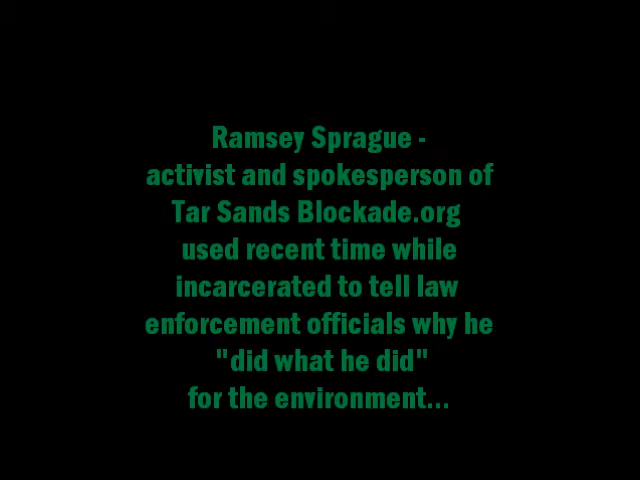 Ramsey Sprague -
activist and spokesperson of
Tar Sands Blockade.org
used recent time while
incarcerated to tell law
enforcement officials why he
"did what he did"
for the environment...